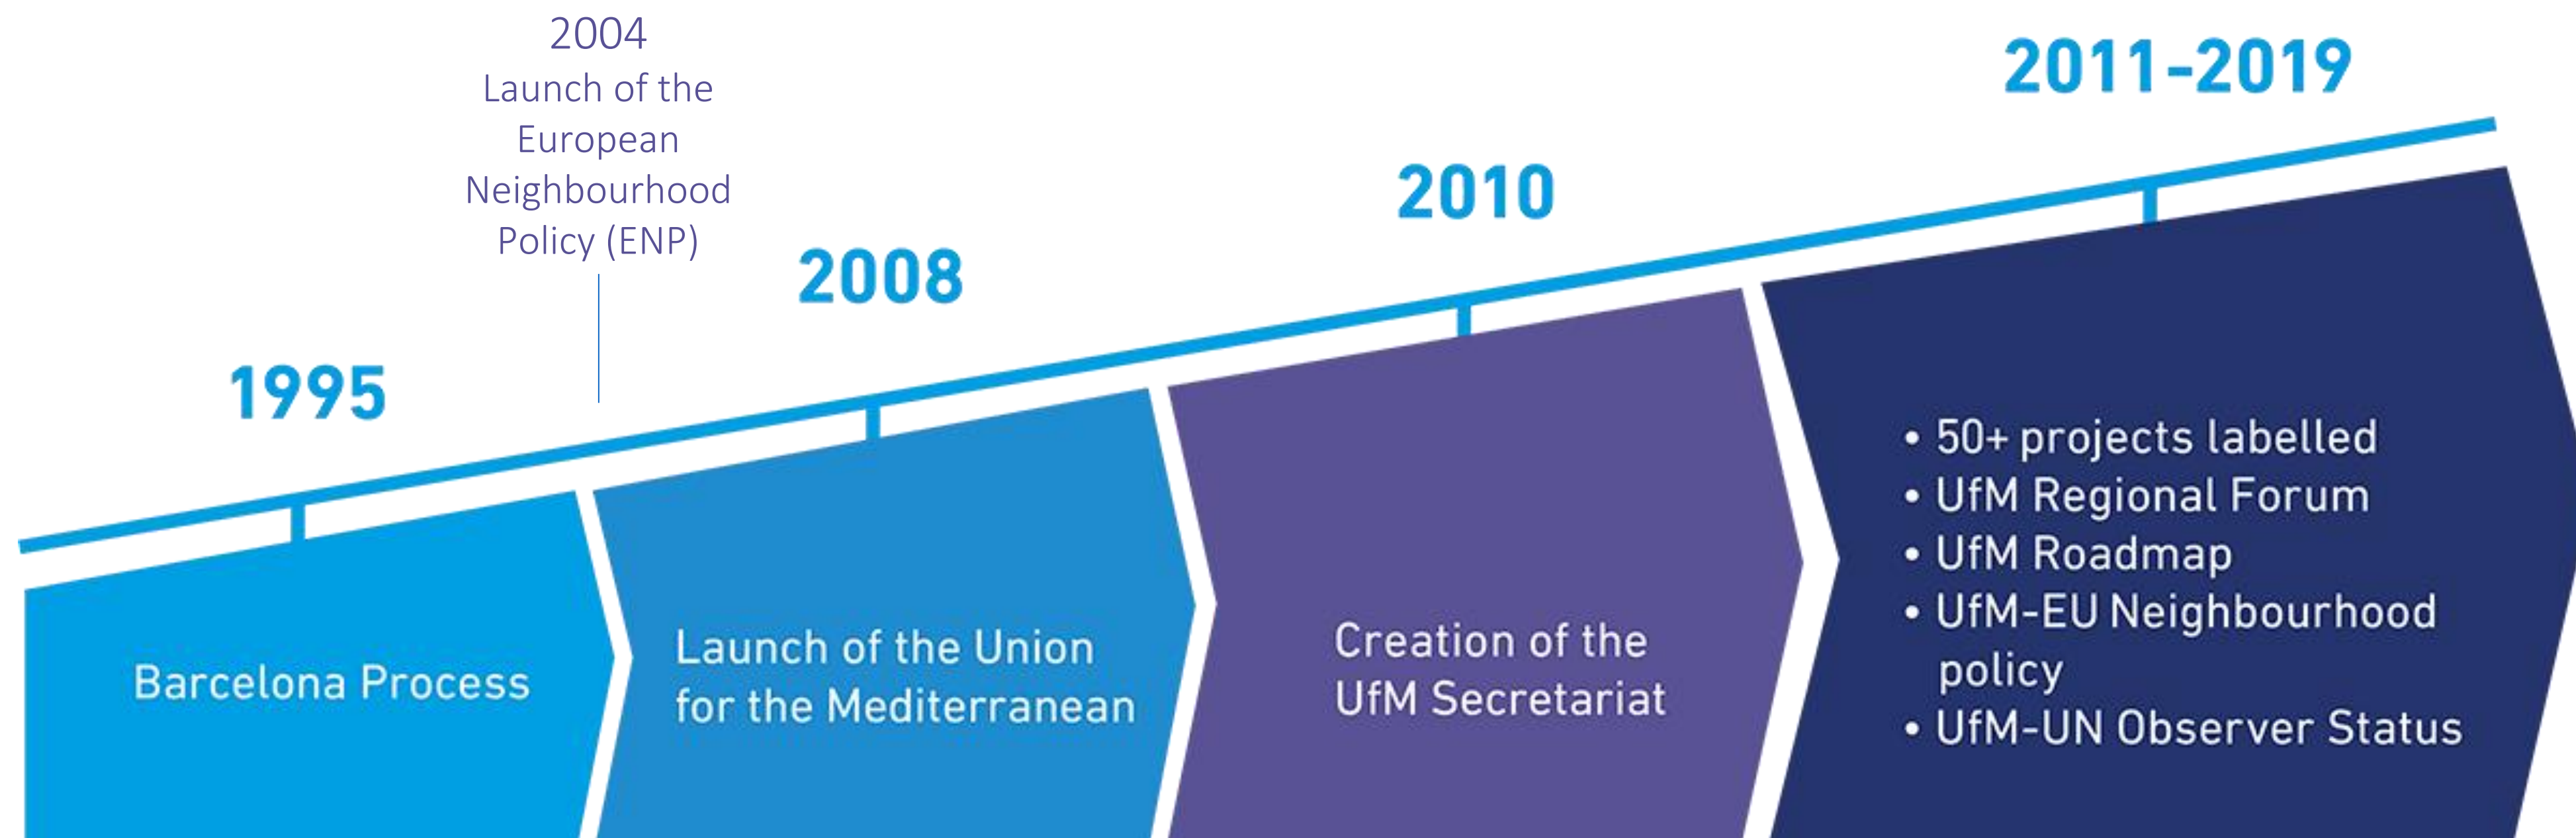 2004
Launch of the
European
Neighbourhood
Policy (ENP)
2011-2019
2010
2008
1995
Barcelona Process
Launch of the Union
for the Mediterranean
Creation of the
UfM Secretariat
• 50+ projects labelled
• UfM Regional Forum
• UfM Roadmap
• UfM-EU Neighbourhood
policy
• UfM-UN Observer Status